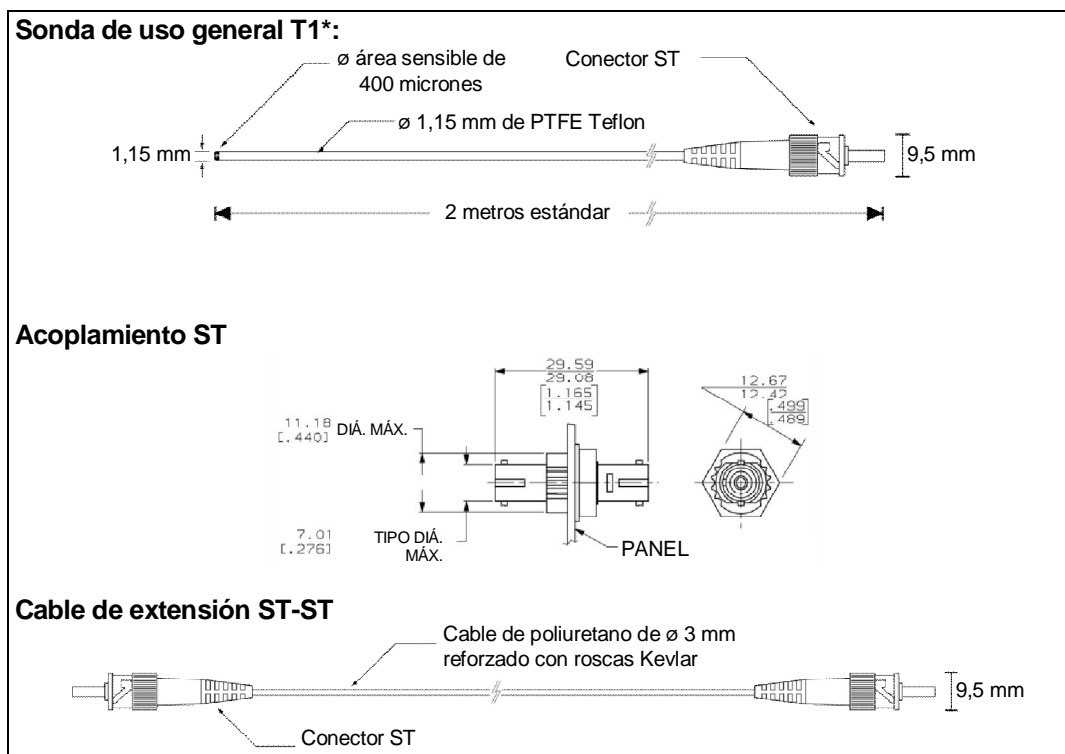 Sonda de uso general T1*:
ø área sensible de
400 micrones
Conector ST
ø 1,15 mm de PTFE Teflon
1,15 mm
9,5 mm
2 metros estándar
Acoplamiento ST
29.59
29.08
[1.165]
[1.145]
12.67
12.42
[.499]
[.489]
11.18
[.440]
DIÁ. MÁX.
7.01
[.276]
TIPO DIÁ.
MÁX.
PANEL
Cable de extensión ST-ST
Cable de poliuretano de ø 3 mm
reforzado con roscas Kevlar
9,5 mm
Conector ST